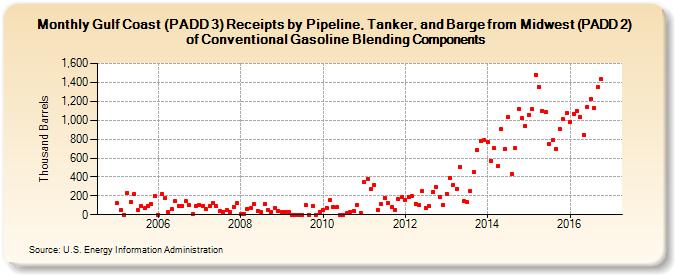 Monthly Gulf Coast (PADD 3) Receipts by Pipeline, Tanker, and Barge from Midwest (PADD 2)
of Conventional Gasoline Blending Components
Thousand Barrels
1,600
1,400
1,200
1,000
800
600
400
200
0
2006 2008 2010 2012 2014 2016
Source: U.S. Energy Information Administration